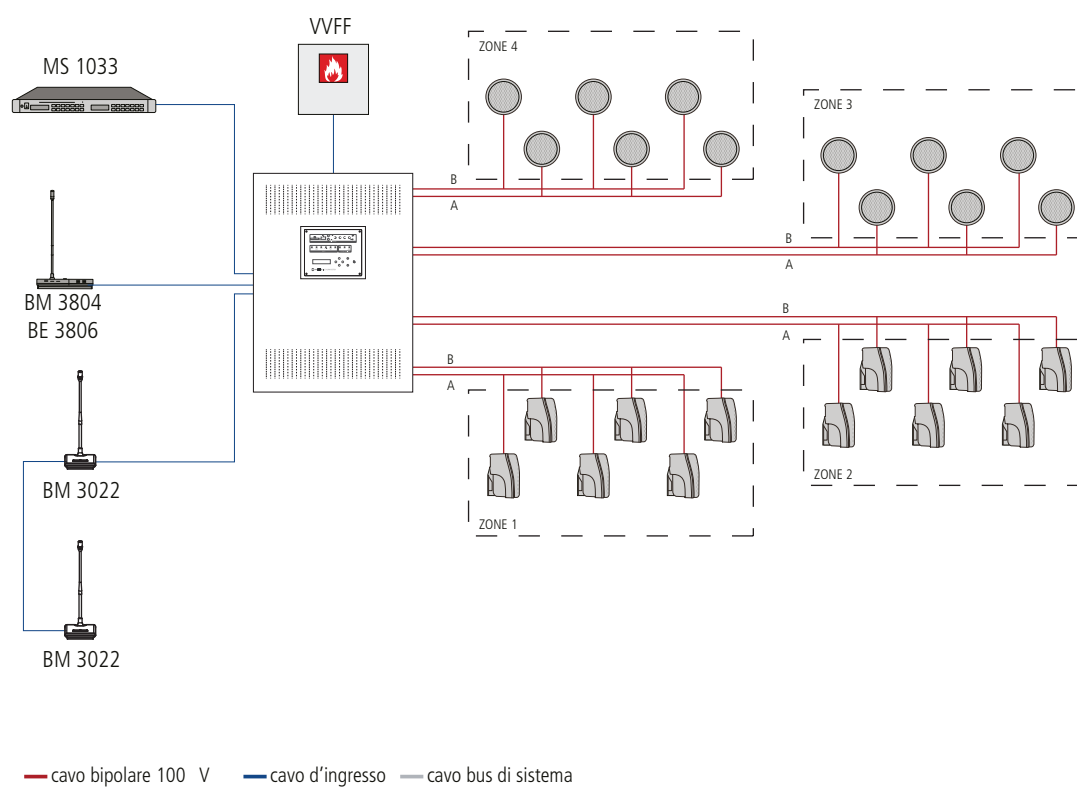 VVFF
MS 1033
ZONE 4
ZONE 3
B
A
B
A
BM 3804
BE 3806
B
A
B
A
ZONE 2
BM 3022
ZONE 1
BM 3022
cavo bipolare 100 V
cavo d'ingresso
cavo bus di sistema